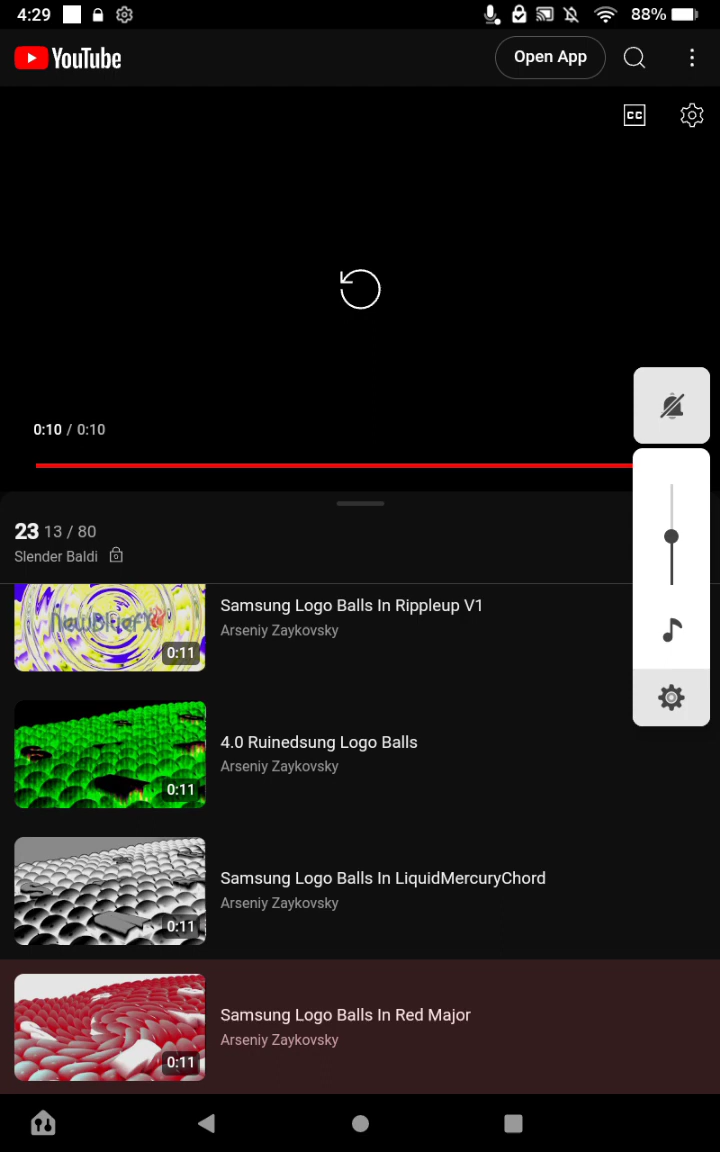 4:29
88%
YouTube
Open App
CC
0:10 / 0:10
23 13 / 80
Slender Baldi
NewBlueFX
0:11
Samsung Logo Balls In Rippleup V1
Arseniy Zaykovsky
0:11
4.0 Ruinedsung Logo Balls
Arseniy Zaykovsky
0:11
Samsung Logo Balls In LiquidMercuryChord
Arseniy Zaykovsky
0:11
Samsung Logo Balls In Red Major
Arseniy Zaykovsky